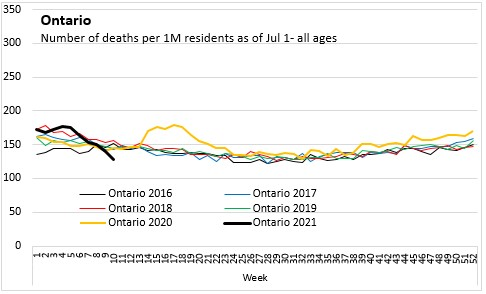 Ontario
Number of deaths per 1M residents as of Jul 1- all ages
350
300
250
200
150
100
50
0
Ontario 2016
Ontario 2017
Ontario 2018
Ontario 2019
Ontario 2020
Ontario 2021
1 2 3 4 5 6 7 8 9 10 11 12 13 14 15 16 17 18 19 20 21 22 23 24 25 26 27 28 29 30 31 32 33 34 35 36 37 38 39 40 41 42 43 44 45 46 47 48 49 50 51 52
Week